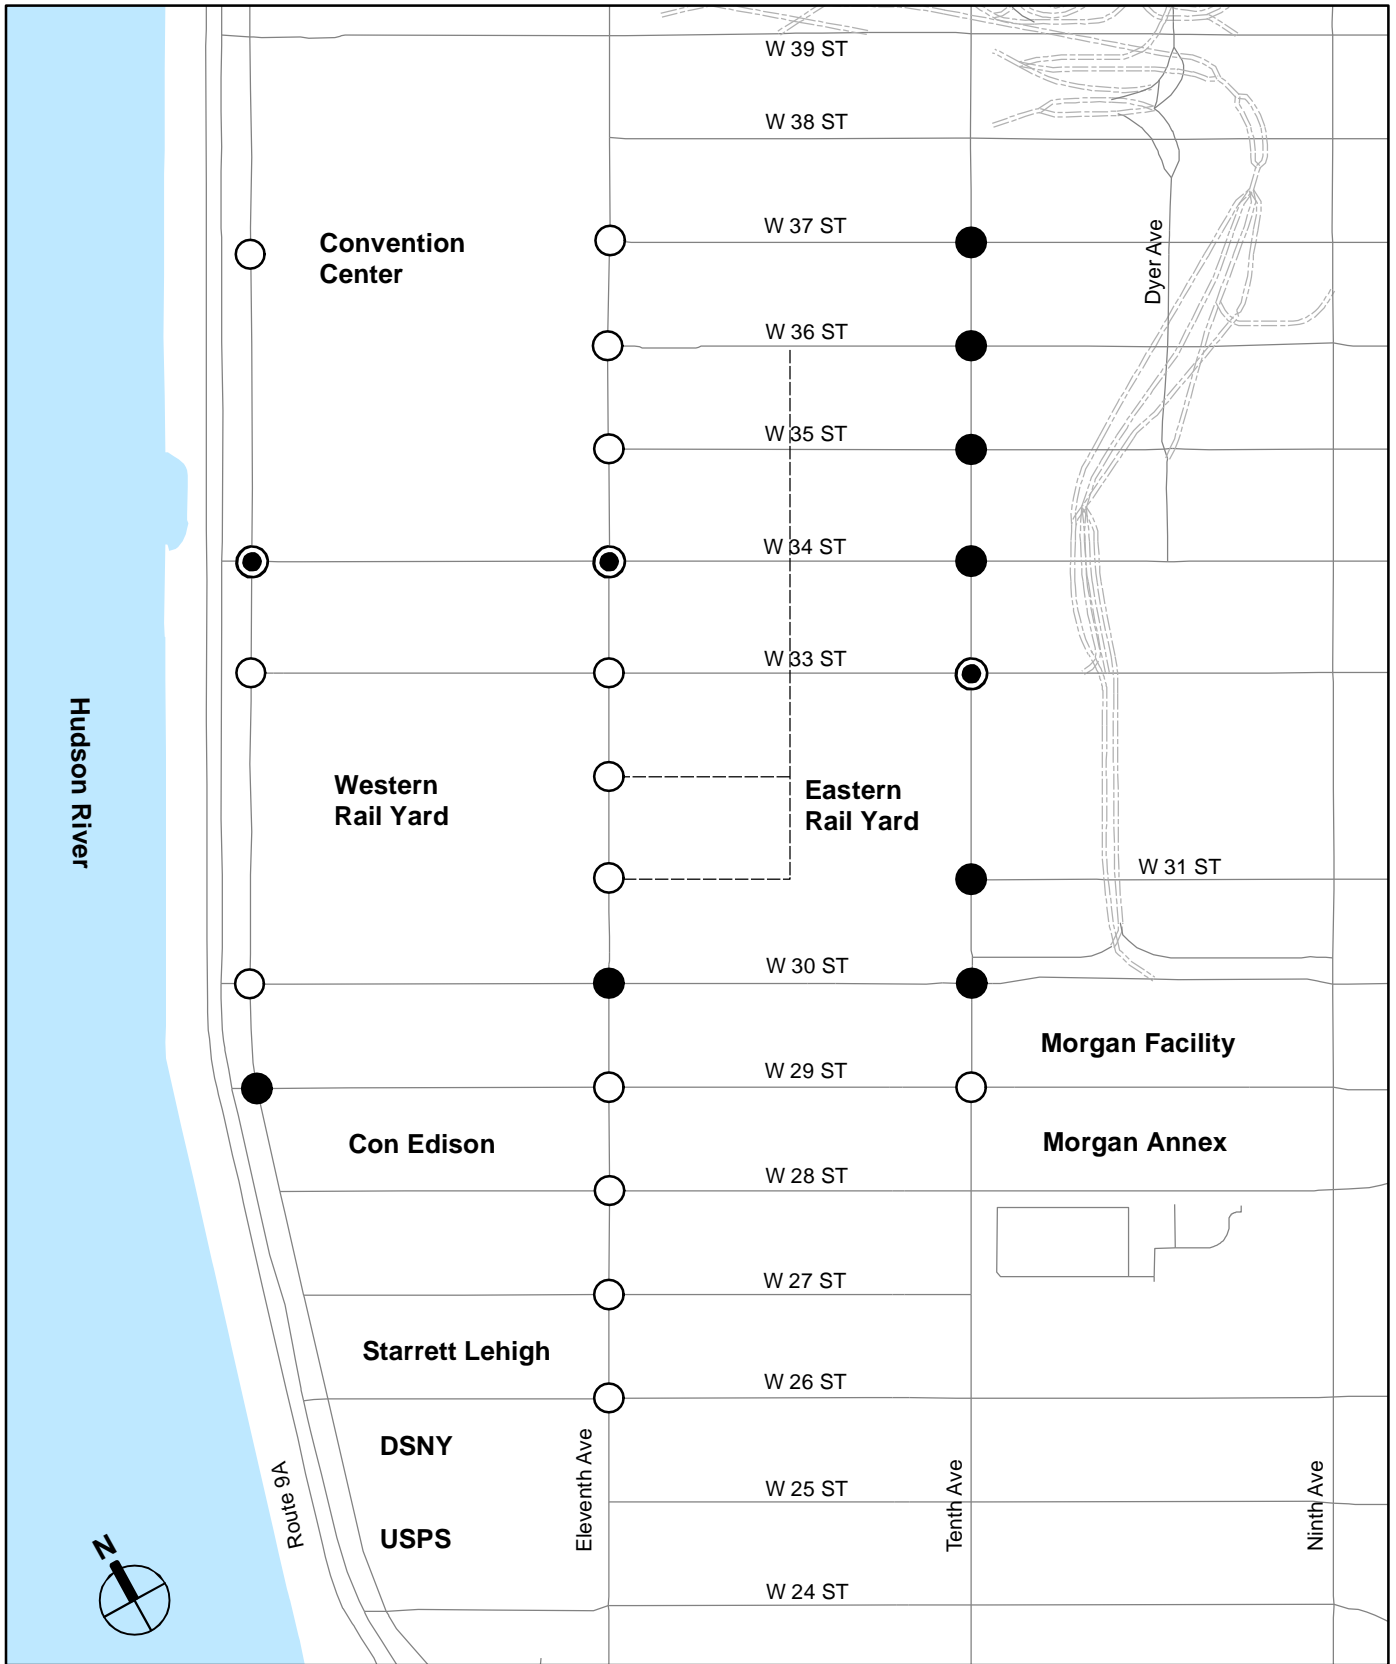 W 39 ST
W 38 ST
W 37 ST
Convention
Center
Dyer Ave
W 36 ST
W 35 ST
W 34 ST
W 33 ST
Hudson River
Western
Rail Yard
Eastern
Rail Yard
W 31 ST
W 30 ST
Morgan Facility
W 29 ST
Con Edison
Morgan Annex
W 28 ST
W 27 ST
Starrett Lehigh
W 26 ST
DSNY
Route 9A
Eleventh Ave
Tenth Ave
Ninth Ave
W 25 ST
USPS
N
W 24 ST